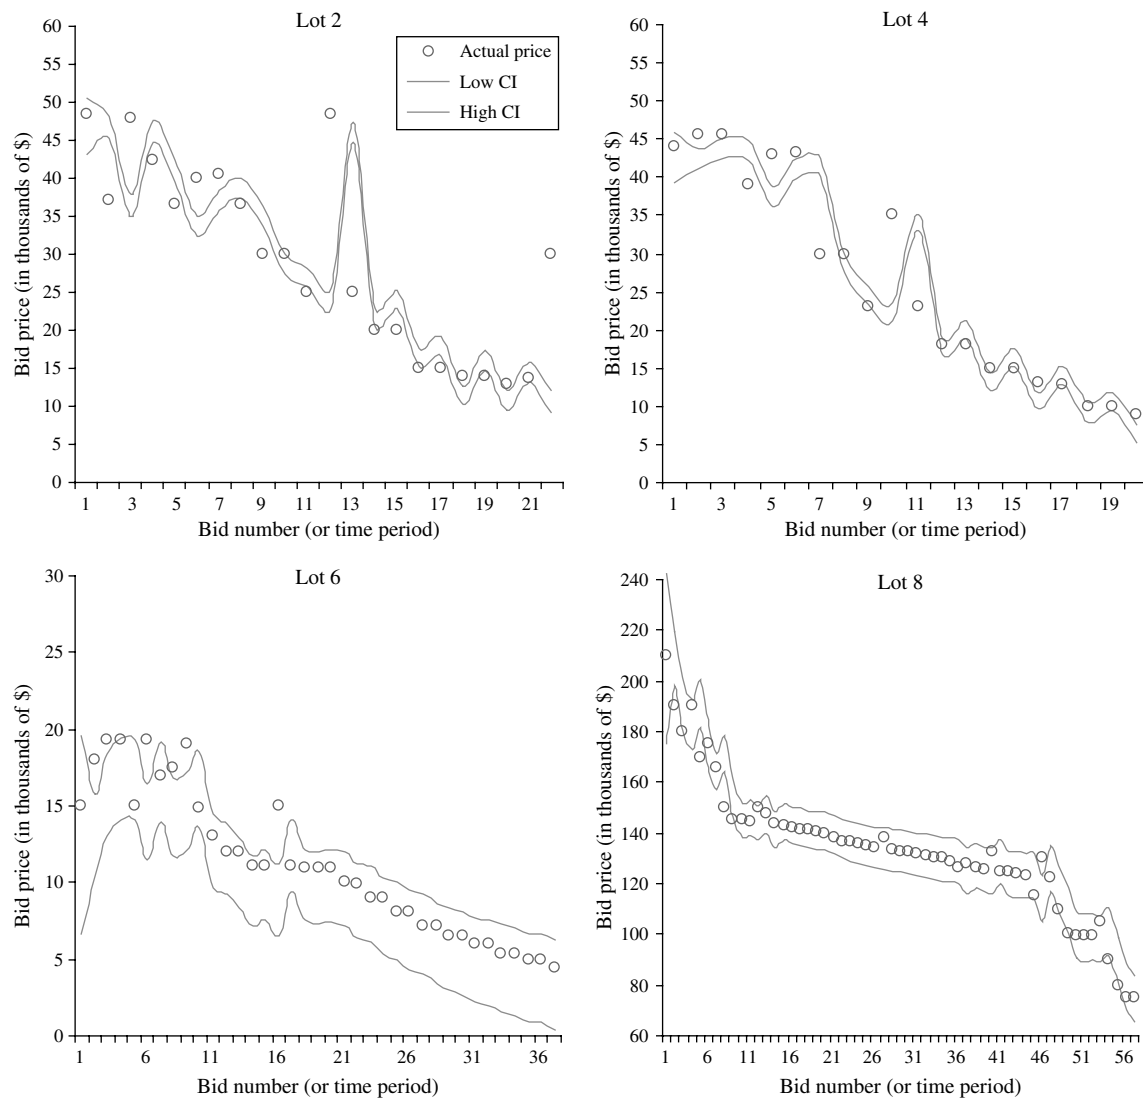 Lot 2
Actual price
Low CI
High CI
Bid price (in thousands of $)
60
55
50
45
40
35
30
25
20
15
10
5
0
1 3 5 7 9 11 13 15 17 19 21
Bid number (or time period)
Lot 4
Bid price (in thousands of $)
60
55
50
45
40
35
30
25
20
15
10
5
0
1 3 5 7 9 11 13 15 17 19
Bid number (or time period)
Lot 6
Bid price (in thousands of $)
30
25
20
15
10
5
0
1 6 11 16 21 26 31 36
Bid number (or time period)
Lot 8
Bid price (in thousands of $)
240
220
200
180
160
140
120
100
80
60
1 6 11 16 21 26 31 36 41 46 51 56
Bid number (or time period)